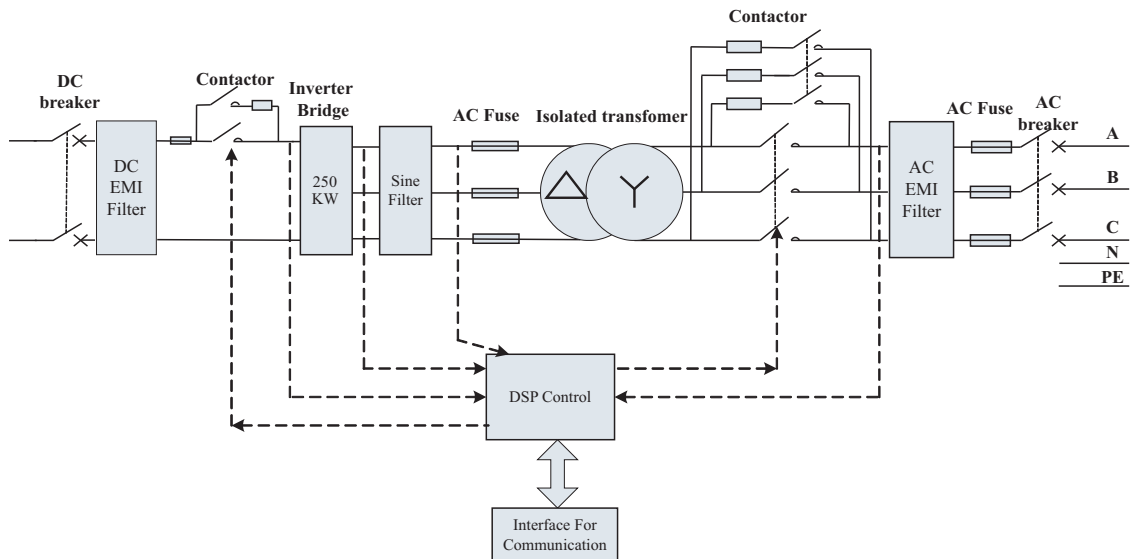 Contactor
DC
breaker
Contactor
Inverter
Bridge
AC Fuse
Isolated transfomer
AC Fuse
AC
breaker
A
B
C
N
PE
DC
EMI
Filter
250
KW
Sine
Filter
AC
EMI
Filter
DSP Control
Interface For
Communication